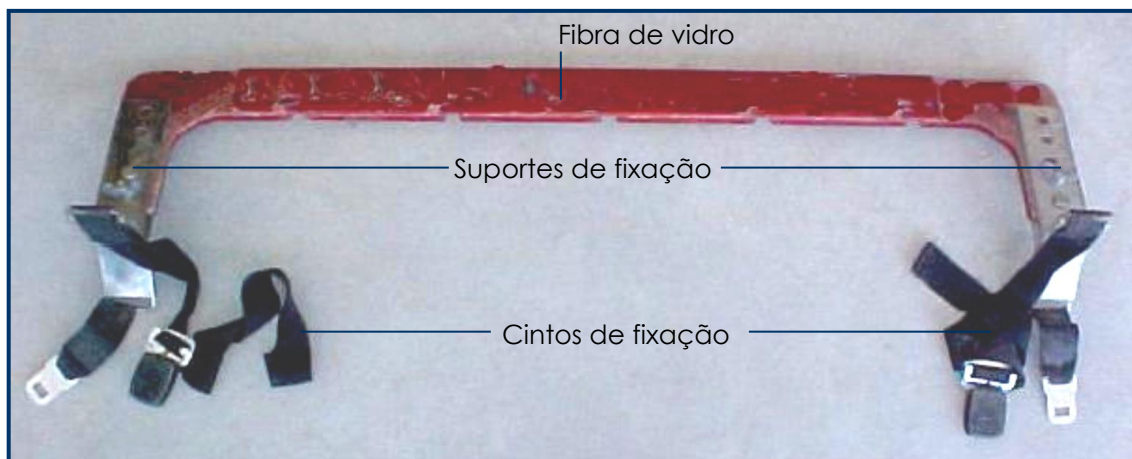 Fibra de vidro
Suportes de fixação
Cintos de fixação